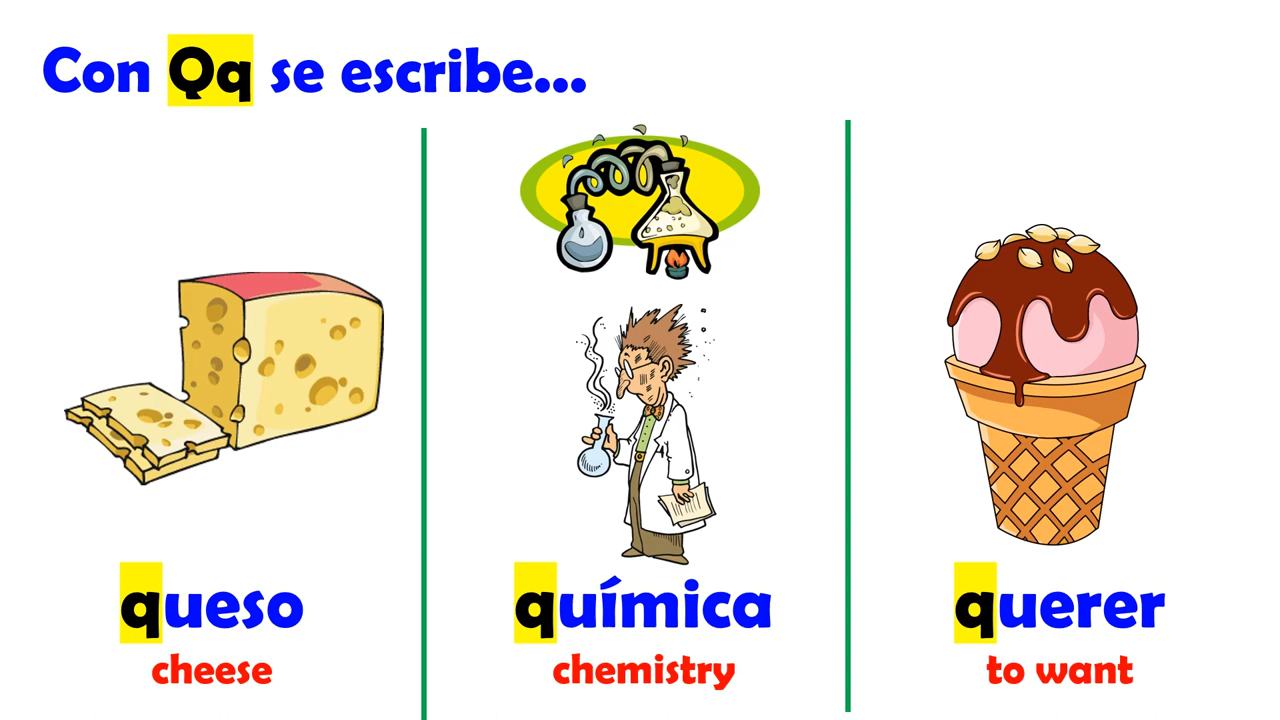 Con Qq se escribe...
queso
cheese
química
chemistry
querer
to want